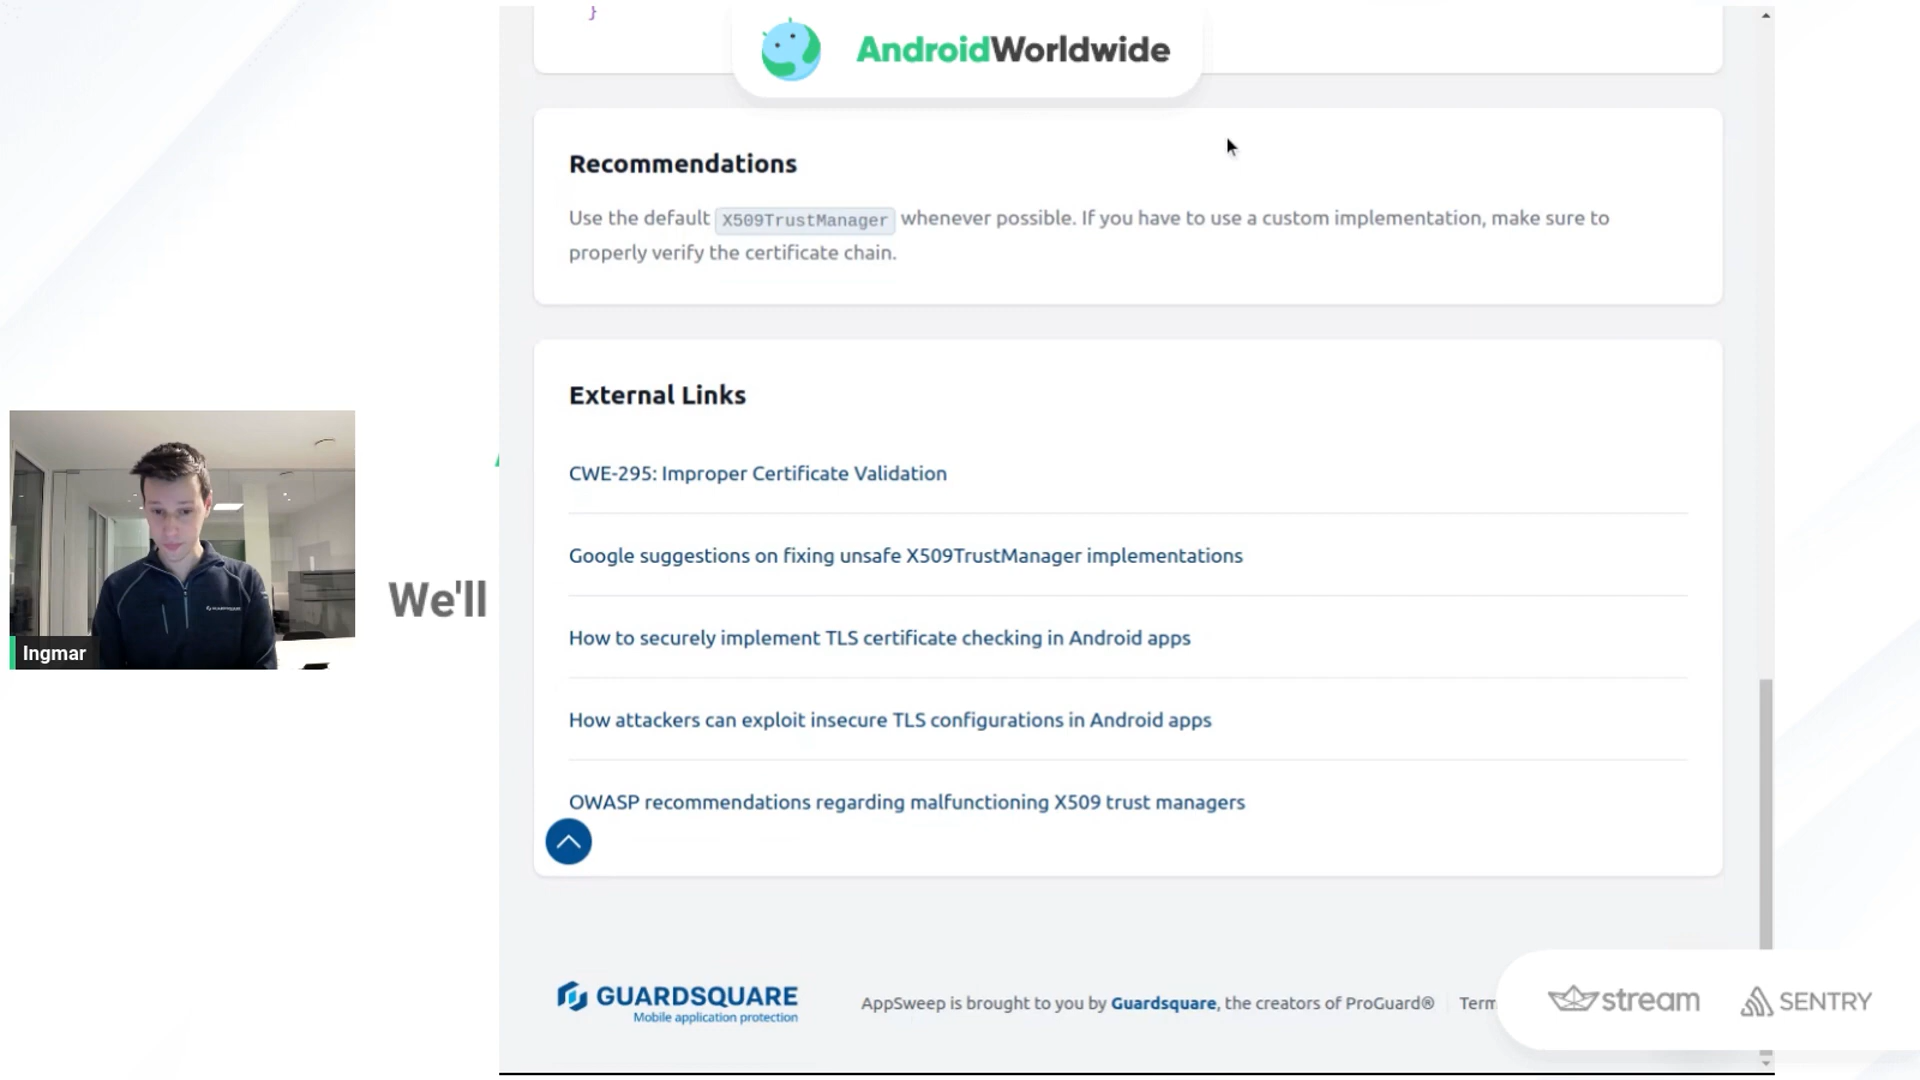 }
AndroidWorldwide
Recommendations
Use the default X509TrustManager whenever possible. If you have to use a custom implementation, make sure to
properly verify the certificate chain.
External Links
CWE-295: Improper Certificate Validation
Google suggestions on fixing unsafe X509TrustManager implementations
How to securely implement TLS certificate checking in Android apps
How attackers can exploit insecure TLS configurations in Android apps
OWASP recommendations regarding malfunctioning X509 trust managers
We'll
GUARDSQUARE
Ingmar
GUARDSQUARE
Mobile application protection
AppSweep is brought to you by Guardsquare, the creators of ProGuard®
Term
stream
SENTRY